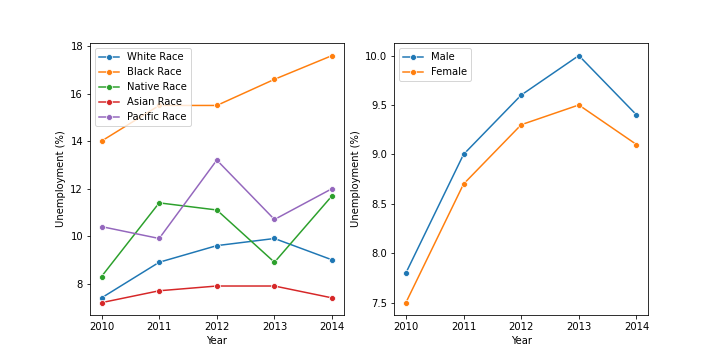 18
16
14
12
10
8
Unemployment (%)
White Race
Black Race
Native Race
Asian Race
Pacific Race
2010 2011 2012 2013 2014
Year
10.0
9.5
9.0
8.5
8.0
7.5
Unemployment (%)
Male
Female
2010 2011 2012 2013 2014
Year